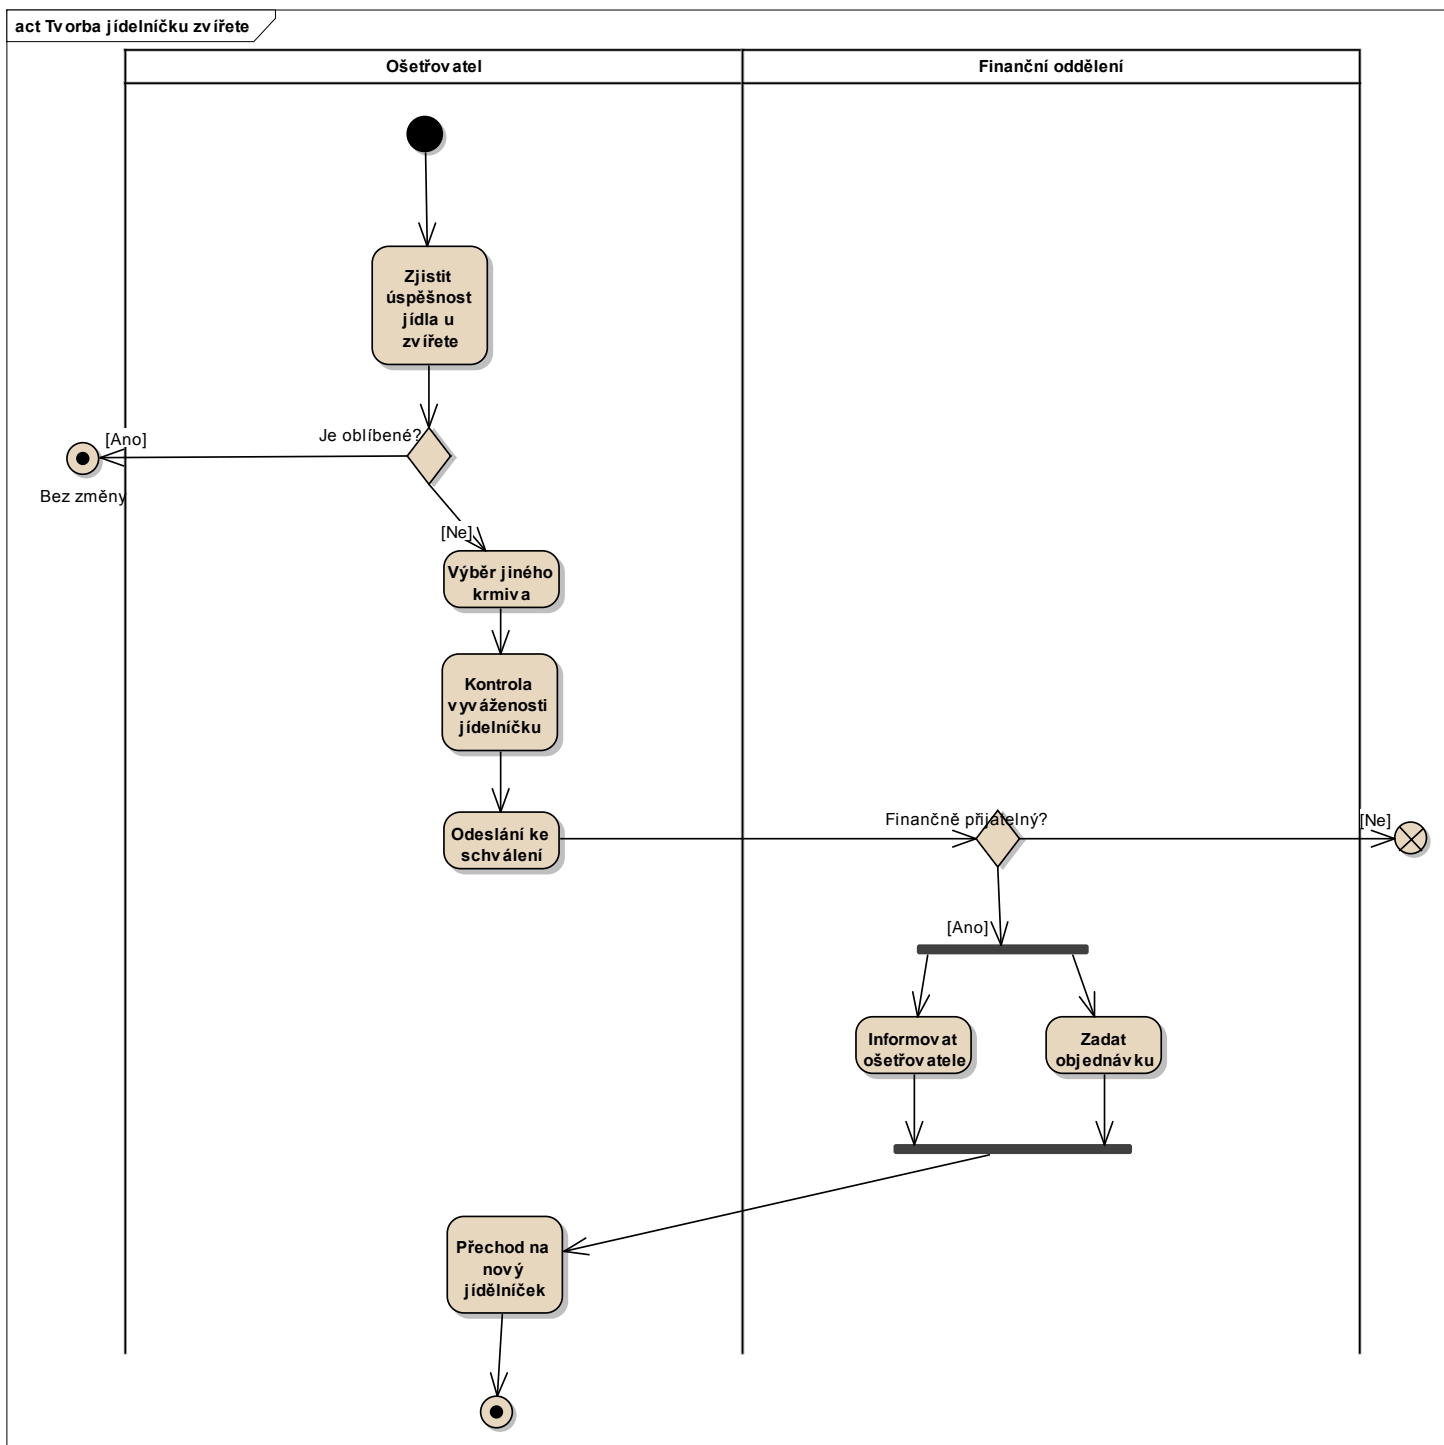 act Tvorba jídelníčku zvířete
Ošetřovatel
Finanční oddělení
Zjistit
úspěšnost
jídla u
zvířete
Je oblíbené?
[Ano]
Bez změny
[Ne]
Výběr jiného
krmiva
Kontrola
vyváženosti
jídelníčku
Odeslání ke
schválení
Finančně přijatelný?
[Ne]
[Ano]
Informovat
ošetřovatele
Zadat
objednávku
Přechod na
nový
jídělníček